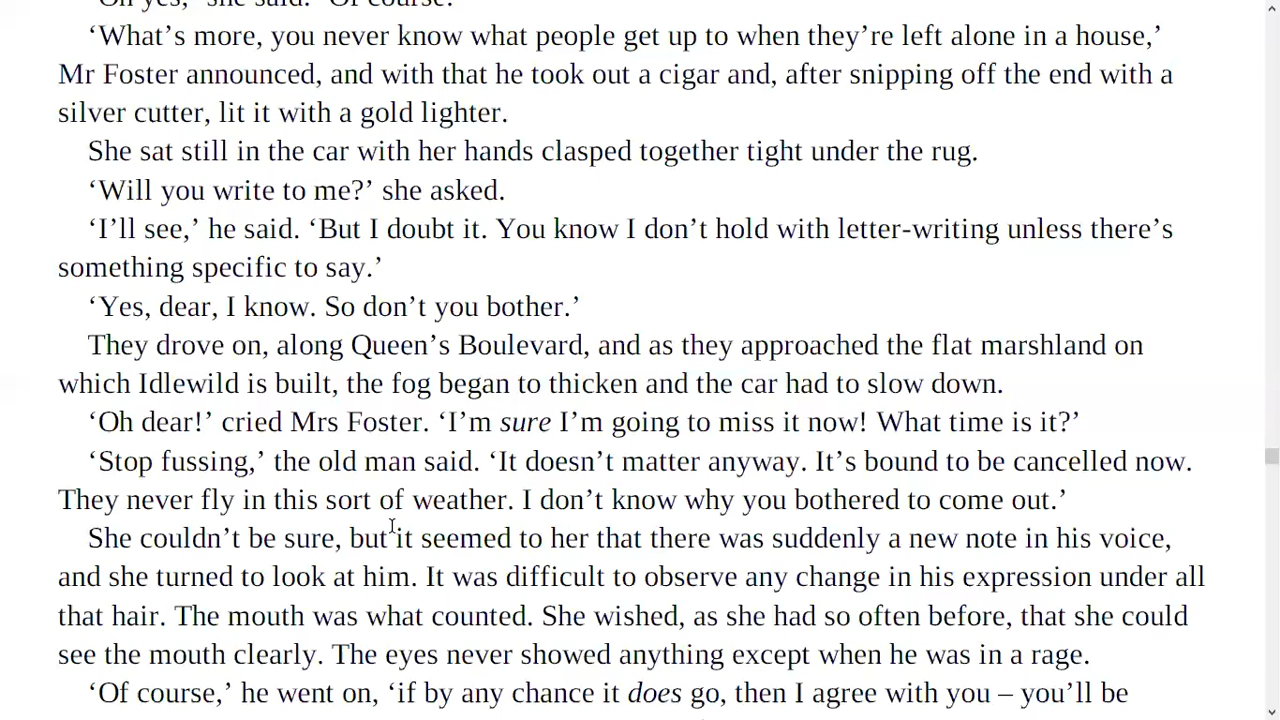 ‘Oh yes,’ she said. ‘Of course.’
‘What’s more, you never know what people get up to when they’re left alone in a house,’
Mr Foster announced, and with that he took out a cigar and, after snipping off the end with a
silver cutter, lit it with a gold lighter.
She sat still in the car with her hands clasped together tight under the rug.
‘Will you write to me?’ she asked.
‘I’ll see,’ he said. ‘But I doubt it. You know I don’t hold with letter-writing unless there’s
something specific to say.’
‘Yes, dear, I know. So don’t you bother.’
They drove on, along Queen’s Boulevard, and as they approached the flat marshland on
which Idlewild is built, the fog began to thicken and the car had to slow down.
‘Oh dear!’ cried Mrs Foster. ‘I’m sure I’m going to miss it now! What time is it?’
‘Stop fussing,’ the old man said. ‘It doesn’t matter anyway. It’s bound to be cancelled now.
They never fly in this sort of weather. I don’t know why you bothered to come out.’
She couldn’t be sure, but it seemed to her that there was suddenly a new note in his voice,
and she turned to look at him. It was difficult to observe any change in his expression under all
that hair. The mouth was what counted. She wished, as she had so often before, that she could
see the mouth clearly. The eyes never showed anything except when he was in a rage.
‘Of course,’ he went on, ‘if by any chance it does go, then I agree with you – you’ll be